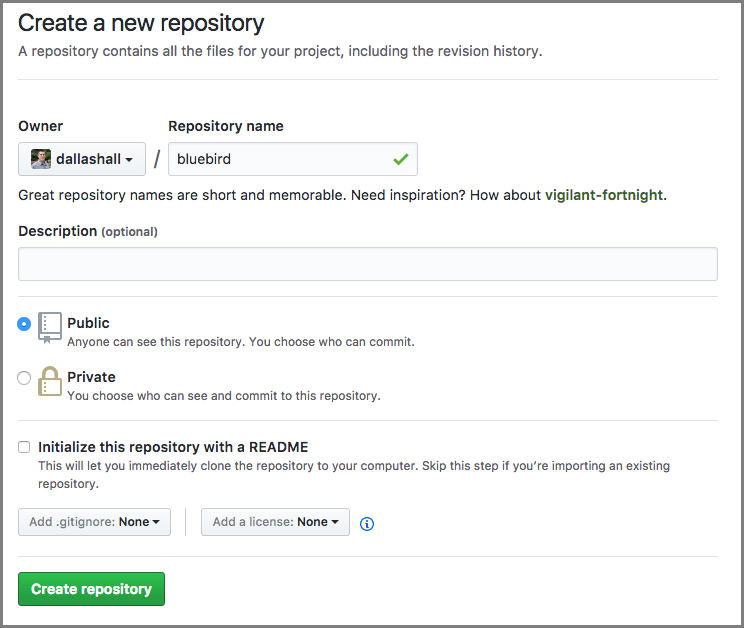 Create a new repository
A repository contains all the files for your project, including the revision history.
Owner
Repository name
dallashall
/
bluebird
Great repository names are short and memorable. Need inspiration? How about vigilant-fortnight.
Description (optional)
Public
Anyone can see this repository. You choose who can commit.
Private
You choose who can see and commit to this repository.
Initialize this repository with a README
This will let you immediately clone the repository to your computer. Skip this step if you’re importing an existing
repository.
Add .gitignore: None
Add a license: None
Create repository